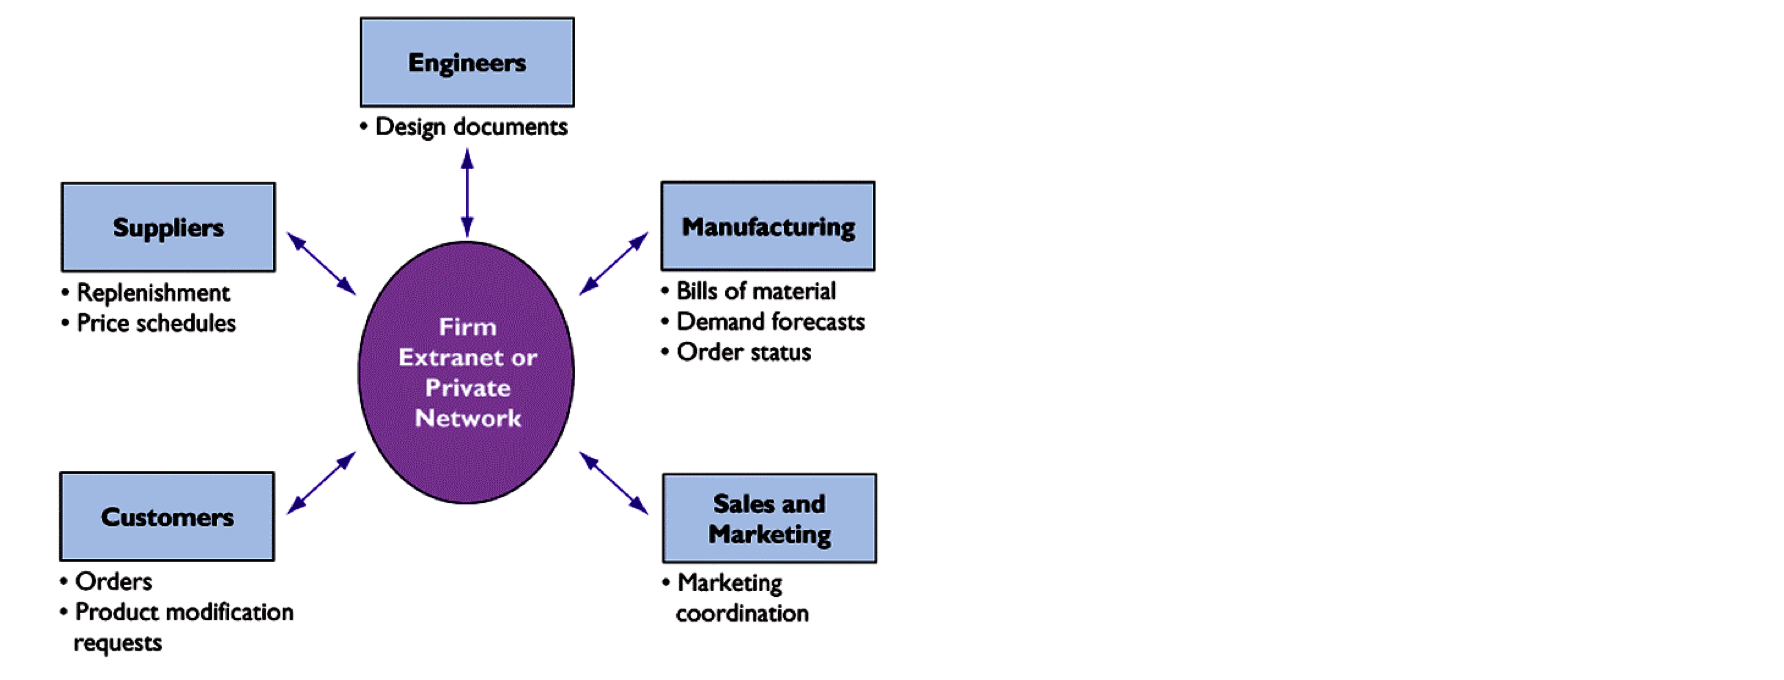 Engineers
• Design documents
Suppliers
• Replenishment
• Price schedules
Manufacturing
• Bills of material
• Demand forecasts
• Order status
Firm
Extranet or
Private
Network
Customers
• Orders
• Product modification
requests
Sales and
Marketing
• Marketing
coordination